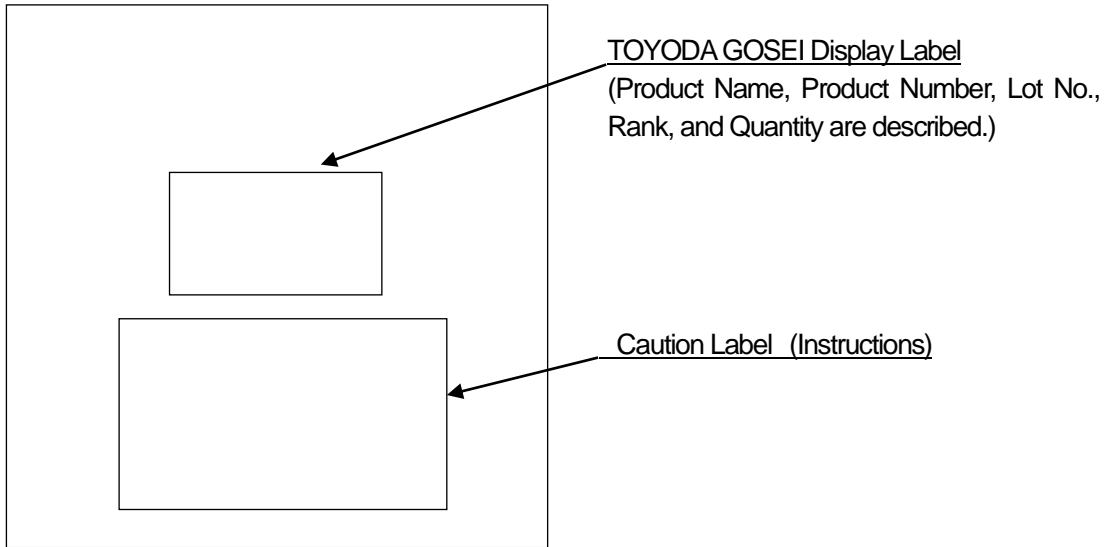 TOYODA GOSEI Display Label
(Product Name, Product Number, Lot No.,
Rank, and Quantity are described.)
Caution Label (Instructions)